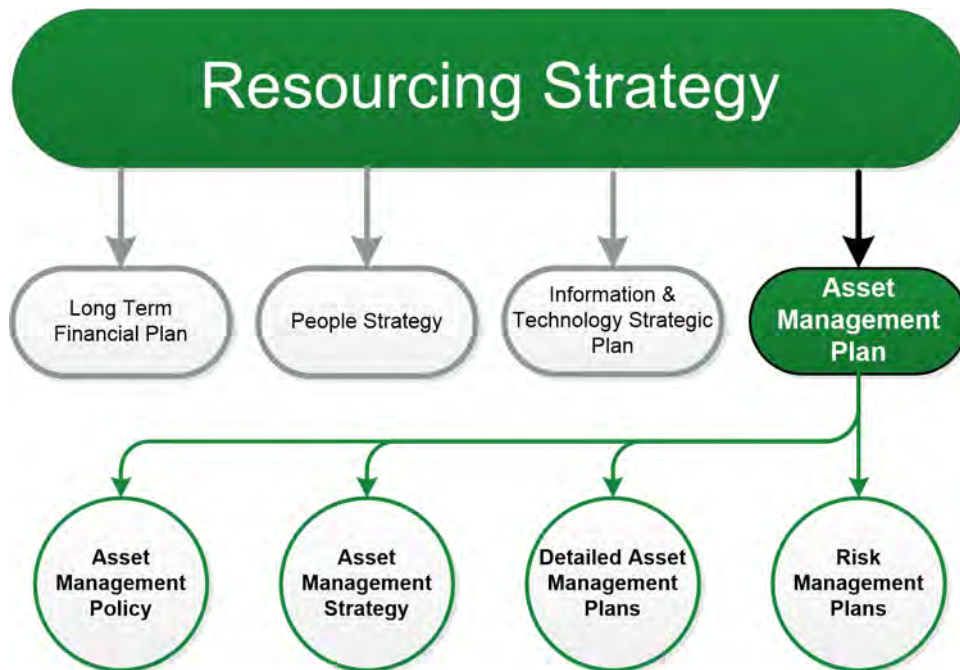 Resourcing Strategy
Long Term
Financial Plan
People Strategy
Information &
Technology Strategic
Plan
Asset
Management
Plan
Asset
Management
Policy
Asset
Management
Strategy
Detailed Asset
Management
Plans
Risk
Management
Plans